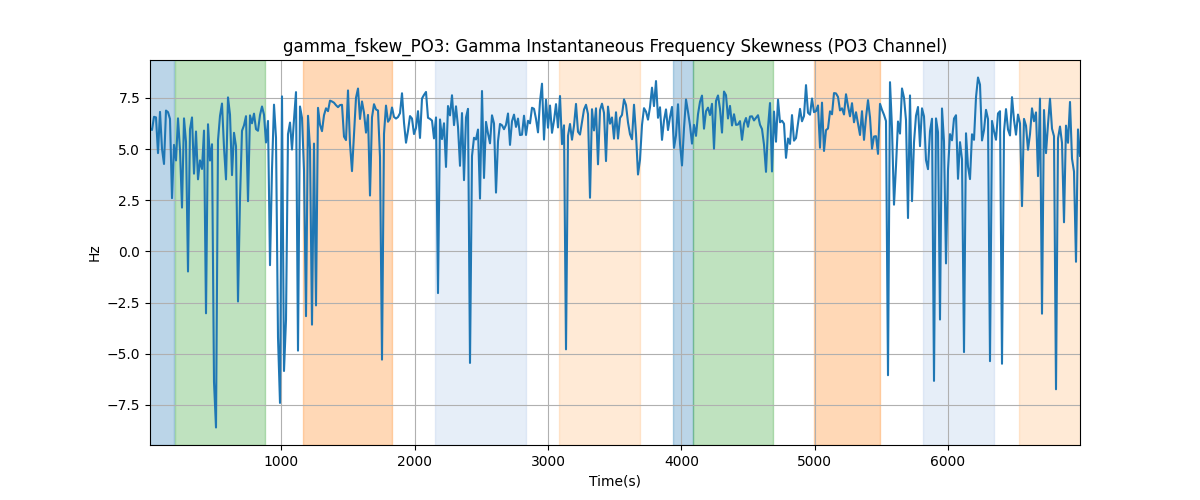 gamma_fskew_PO3: Gamma Instantaneous Frequency Skewness (PO3 Channel)
7.5
5.0
2.5
0.0
−2.5
−5.0
−7.5
Hz
1000 2000 3000 4000 5000 6000
Time(s)